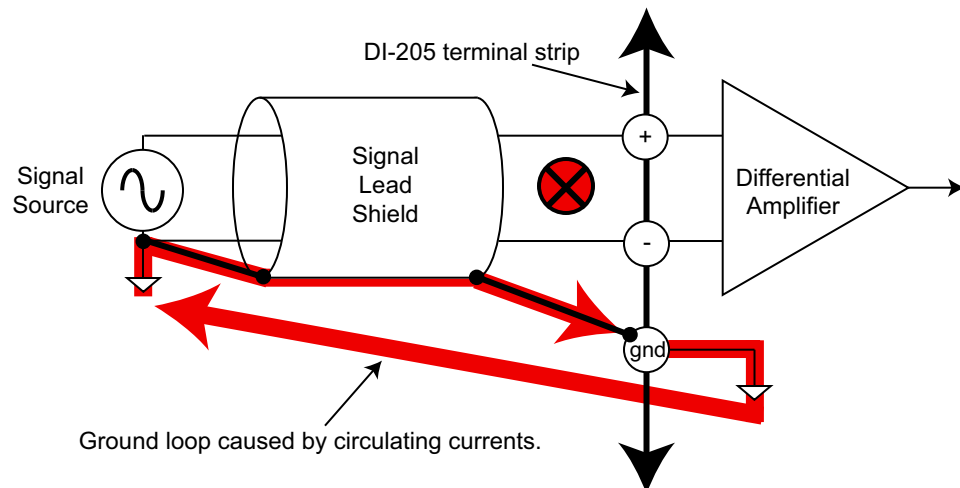 DI-205 terminal strip
Signal
Source
Signal
Lead
Shield
+
-
gnd
Differential
Amplifier
Ground loop caused by circulating currents.